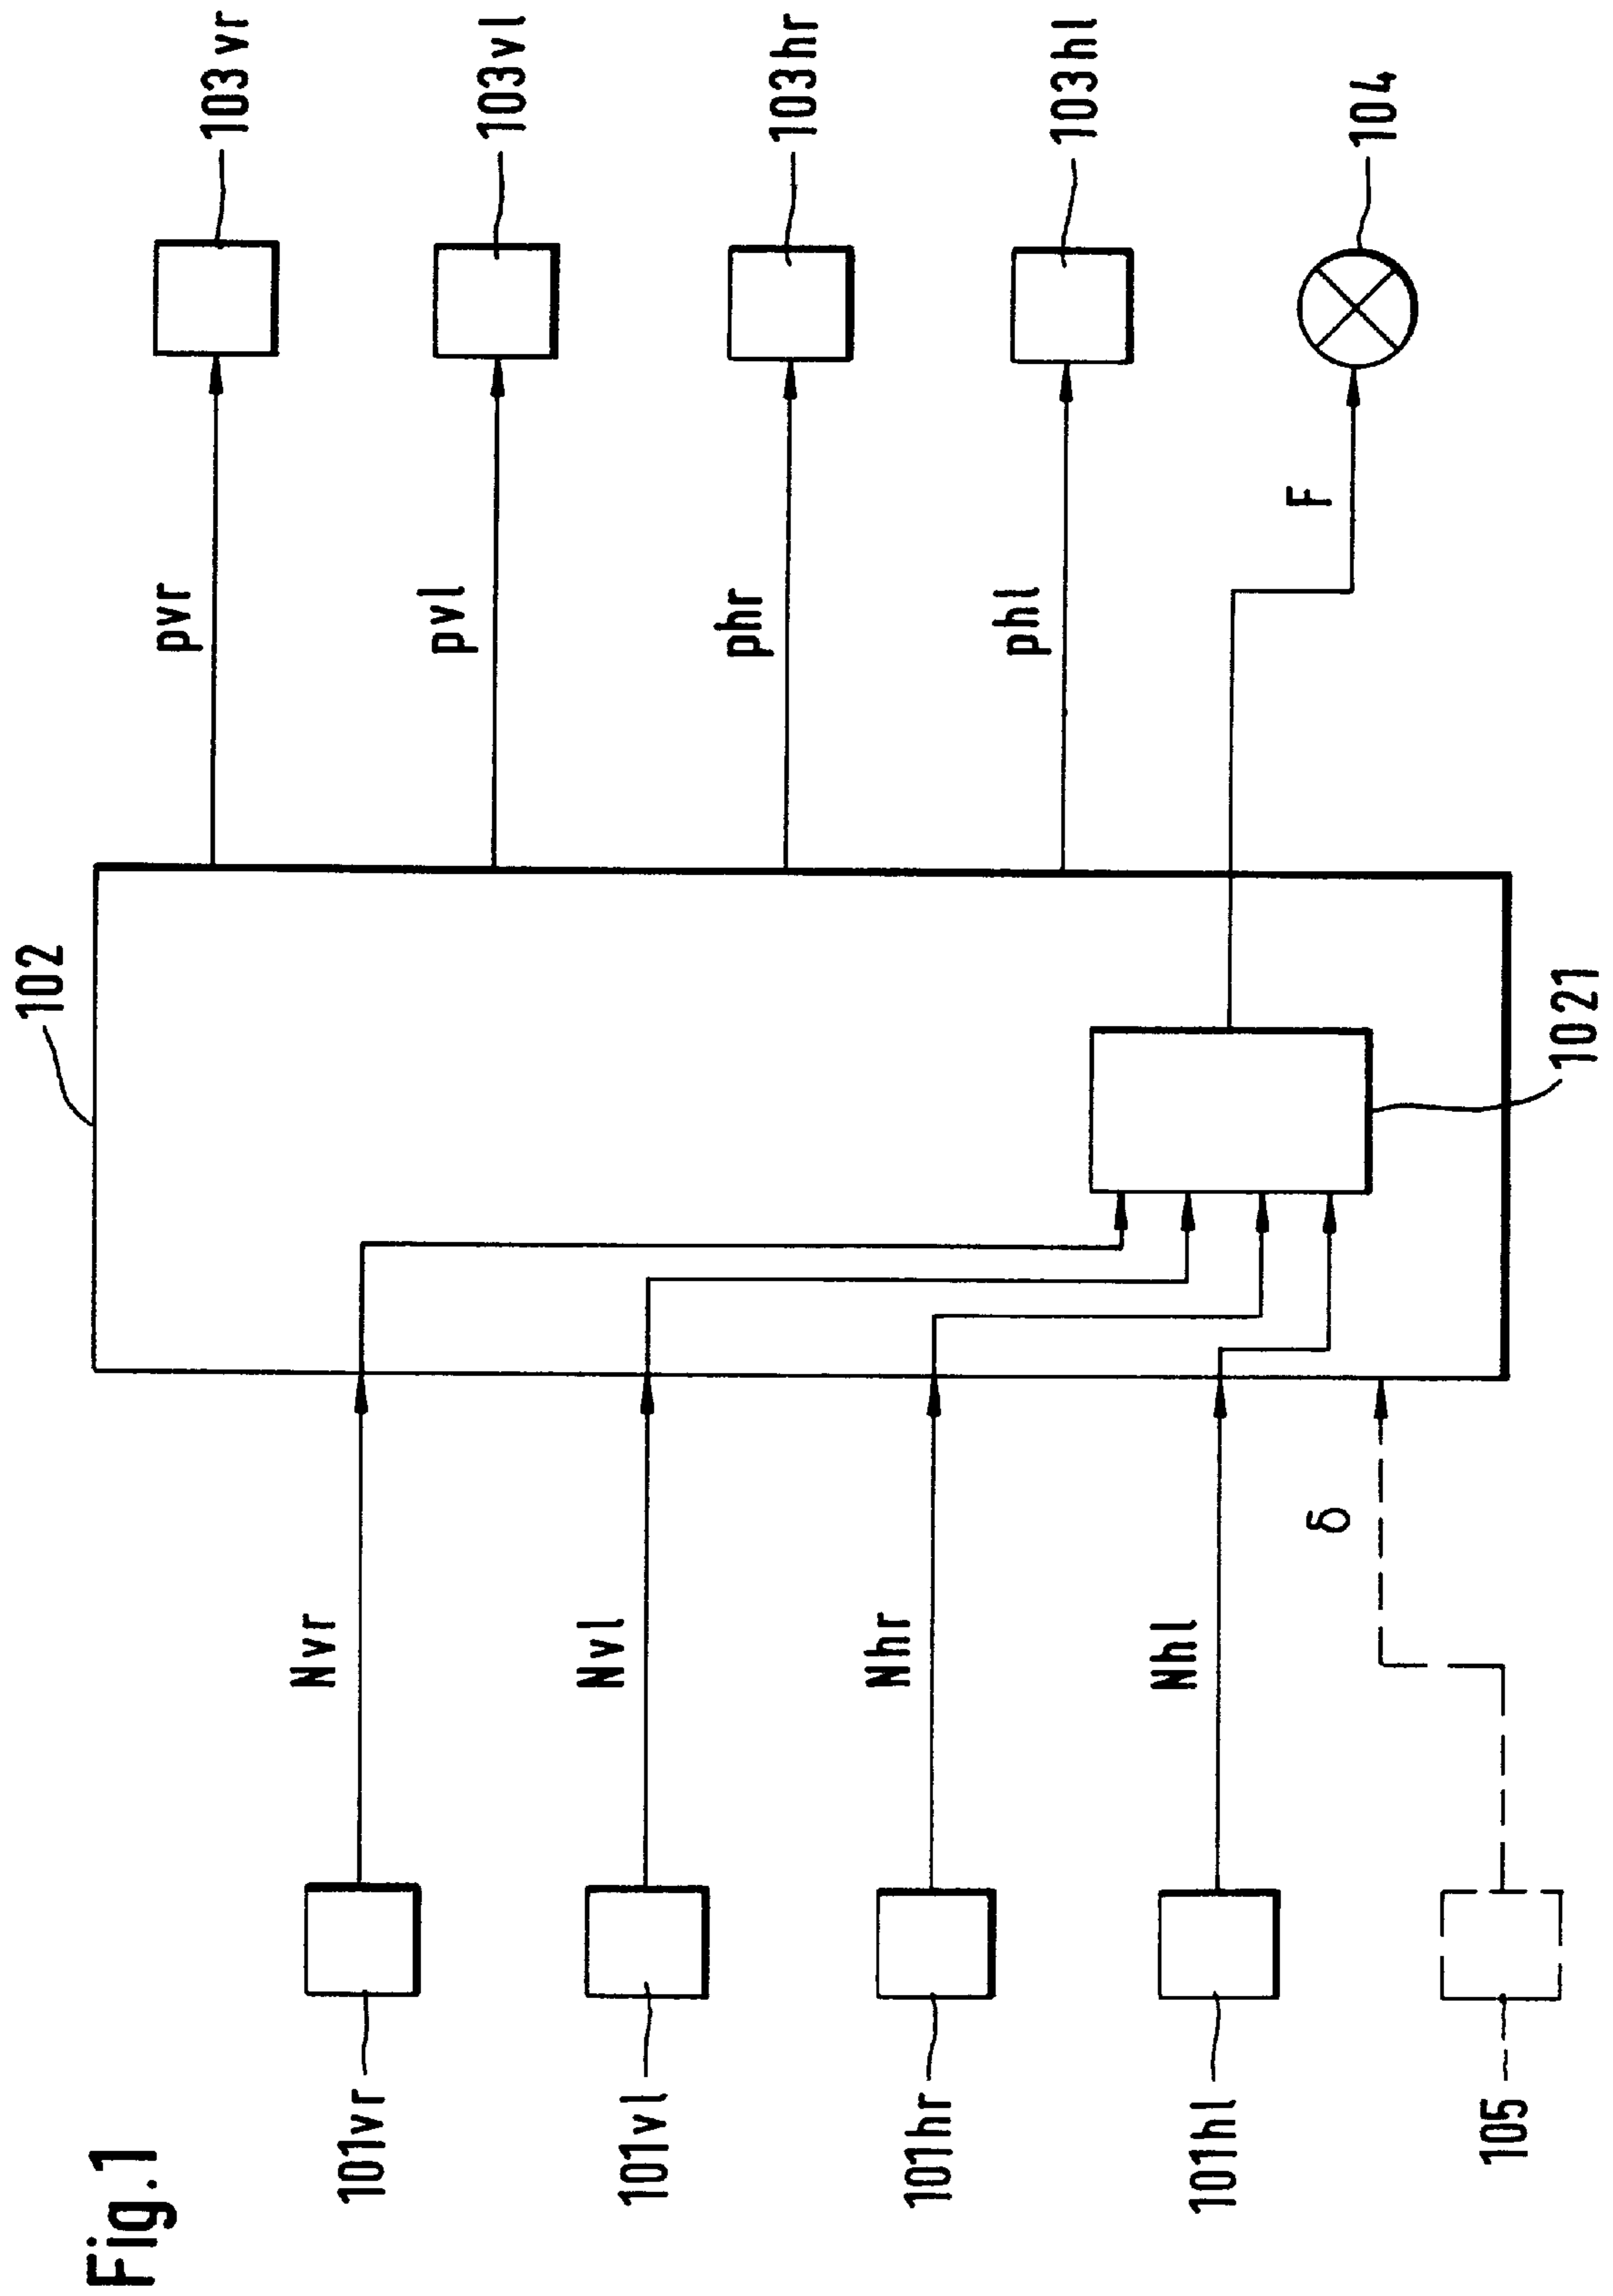 Fig.1
101vr
101vl
101hr
101hl
105
Nvr
Nvl
Nhr
Nhl
δ
102
1021
pvr
pvl
phr
phl
F
103vr
103vl
103hr
103hl
104